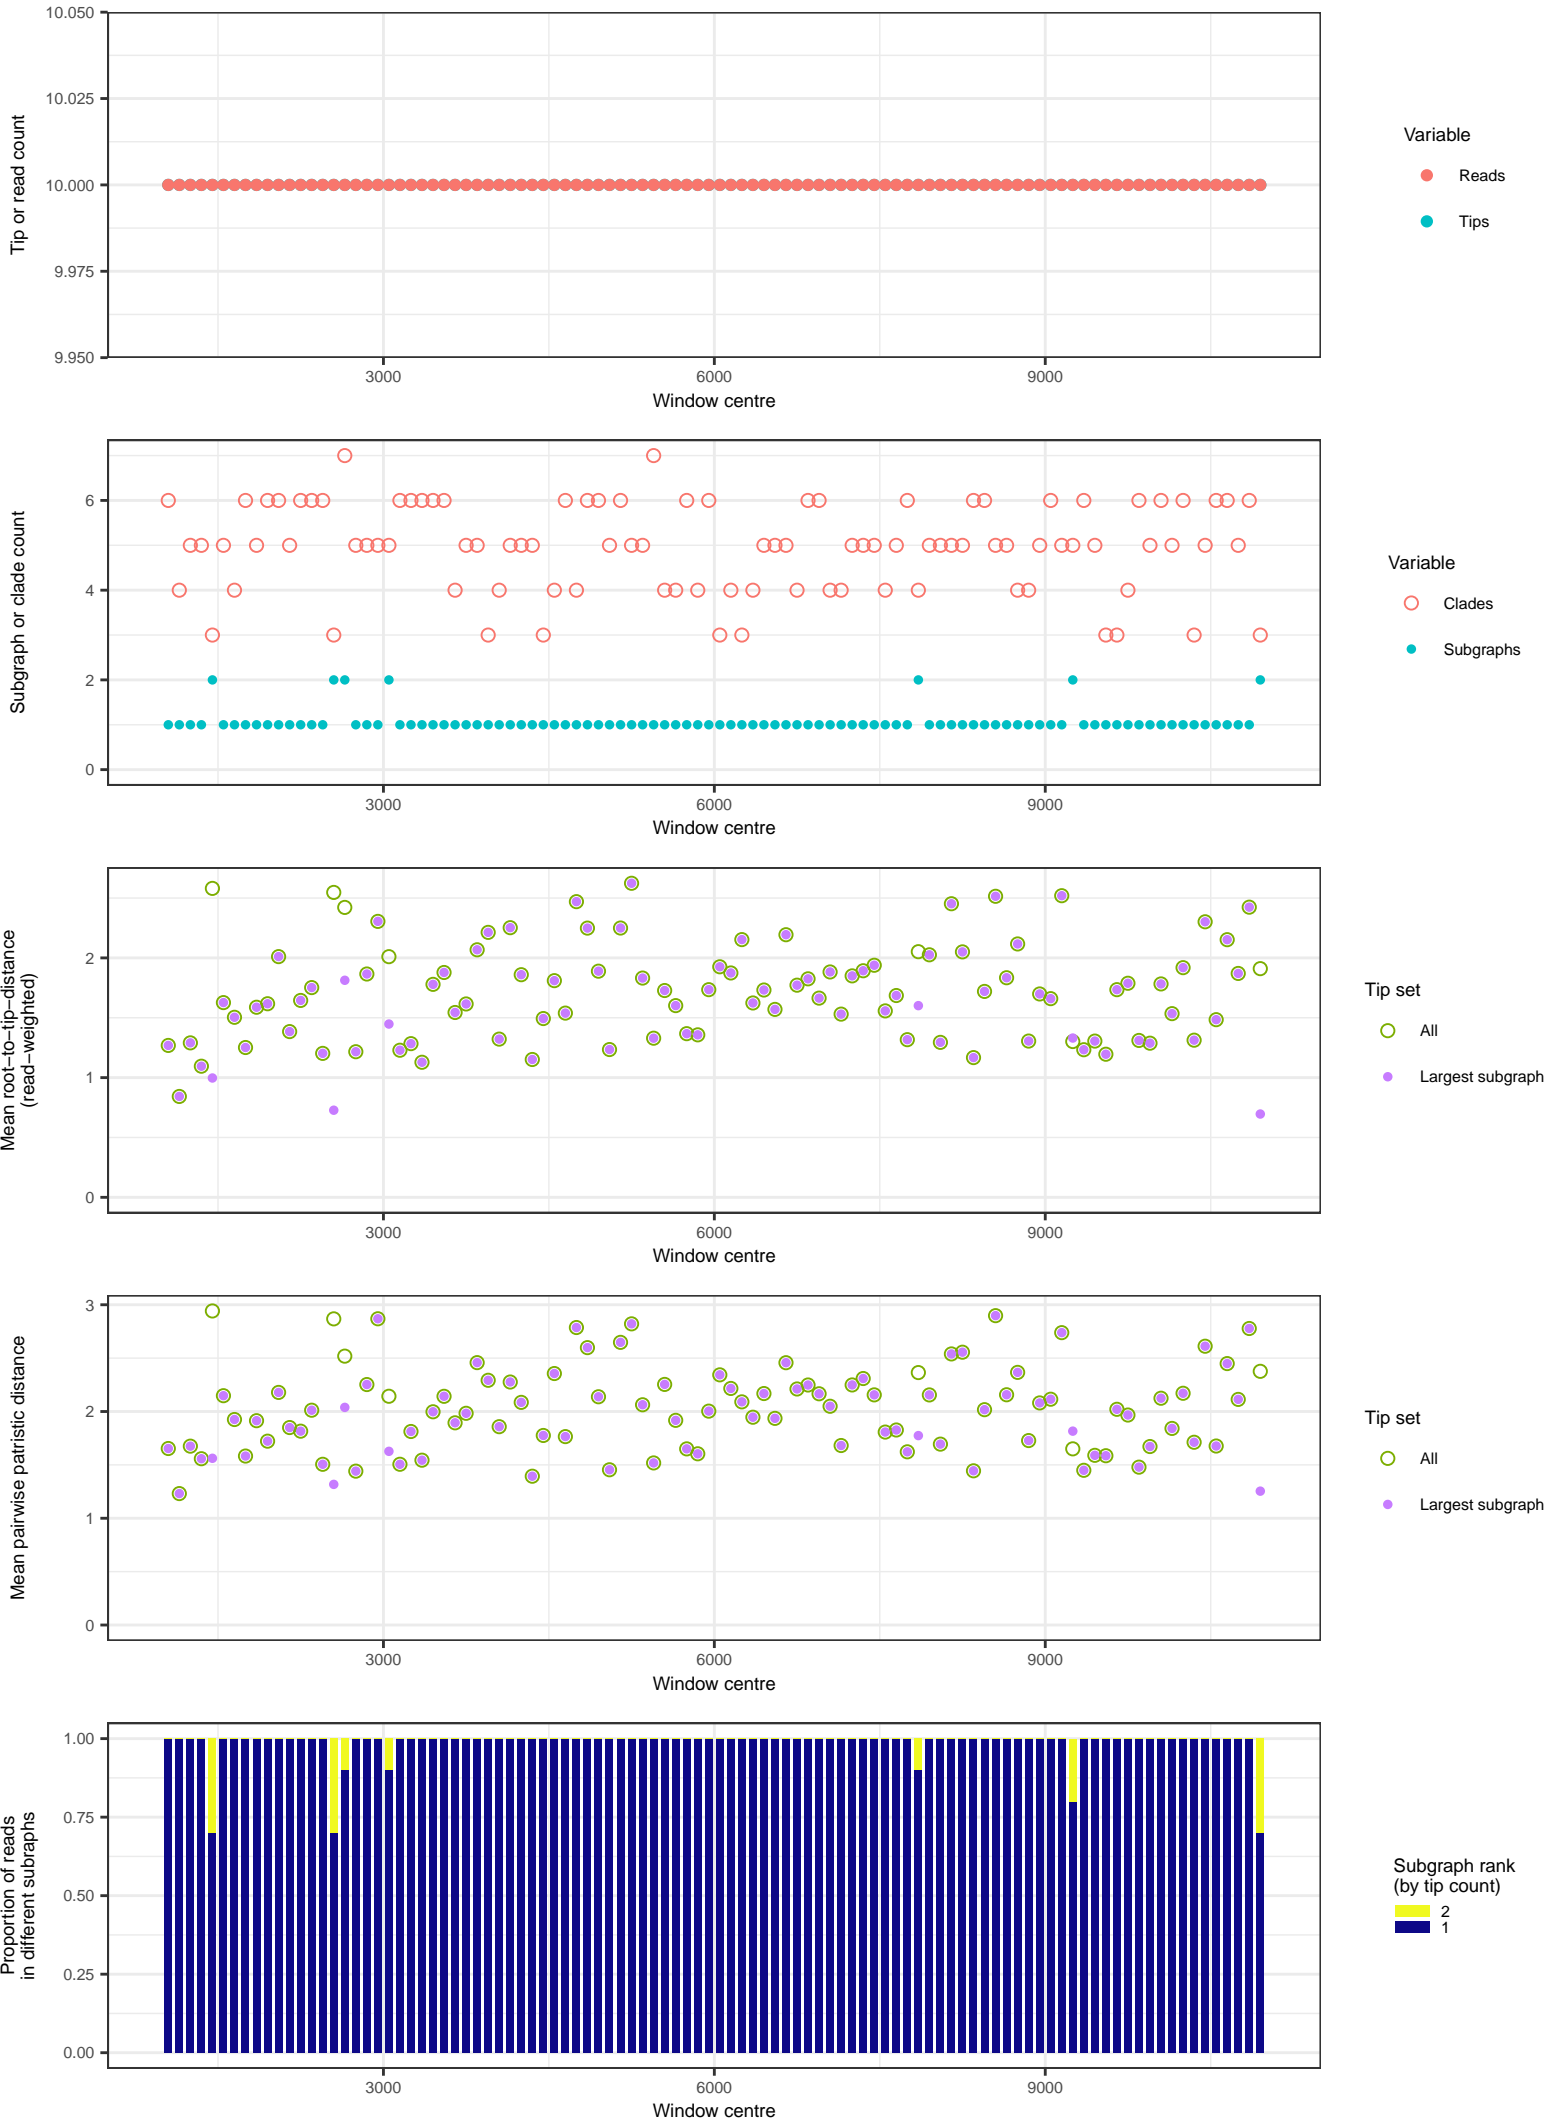 10.050
10.025
10.000
9.975
9.950
Tip or read count
3000 6000 9000
Window centre
Variable
Reads
Tips
6
4
2
0
Subgraph or clade count
3000 6000 9000
Window centre
Variable
Clades
Subgraphs
2
1
0
Mean root−to−tip−distance
(read−weighted)
3000 6000 9000
Window centre
Tip set
All
Largest subgraph
3
2
1
0
Mean pairwise patristic distance
3000 6000 9000
Window centre
Tip set
All
Largest subgraph
1.00
0.75
0.50
0.25
0.00
Proportion of reads
in different subraphs
3000 6000 9000
Window centre
Subgraph rank
(by tip count)
2
1